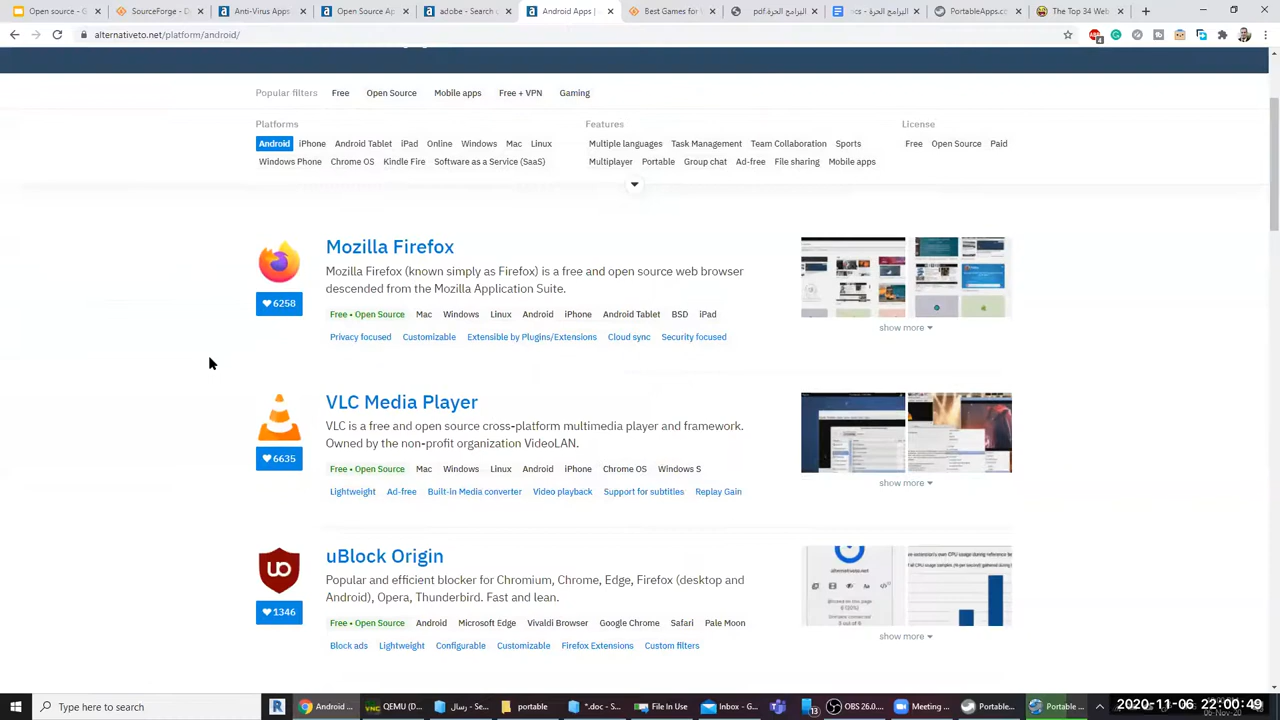 Open source - G
SourceForge - D
Anti-Virus Apps
Open Source Ap
adobe - Search
Android Apps |
Best Games for
البرامج الحرة.pdf
البرامج الحرة - vcs
PortableApps.c
The Top 34 Web
alternativeto.net/platform/android/
Popular filters Free Open Source Mobile apps Free + VPN Gaming
Platforms Features License
Android iPhone Android Tablet iPad Online Windows Mac Linux Multiple languages Task Management Team Collaboration Sports Free Open Source Paid
Windows Phone Chrome OS Kindle Fire Software as a Service (SaaS) Multiplayer Portable Group chat Ad-free File sharing Mobile apps
Mozilla Firefox
Mozilla Firefox (known simply as Firefox) is a free and open source web browser
descended from the Mozilla Application Suite.
6258
Free • Open Source Mac Windows Linux Android iPhone Android Tablet BSD iPad
show more
Privacy focused Customizable Extensible by Plugins/Extensions Cloud sync Security focused
VLC Media Player
VLC is a free and open source cross-platform multimedia player and framework.
Owned by the non-profit organization VideoLAN.
6635
Free • Open Source Mac Windows Linux Android iPhone Chrome OS Windows S
show more
Lightweight Ad-free Built-in Media converter Video playback Support for subtitles Replay Gain
uBlock Origin
Popular and efficient blocker in Chromium, Chrome, Edge, Firefox (desktop and
Android), Opera, Thunderbird. Fast and lean.
1346
Free • Open Source Android Microsoft Edge Vivaldi Browser Google Chrome Safari Pale Moon
show more
Block ads Lightweight Configurable Customizable Firefox Extensions Custom filters
Type here to search
Android ...
QEMU (D...
رسال - ...
portable
*.doc - S...
File In Use
Inbox - G...
13
OBS 26.0...
Meeting ...
Portable...
Portable ...
2020-11-06 22:00:49